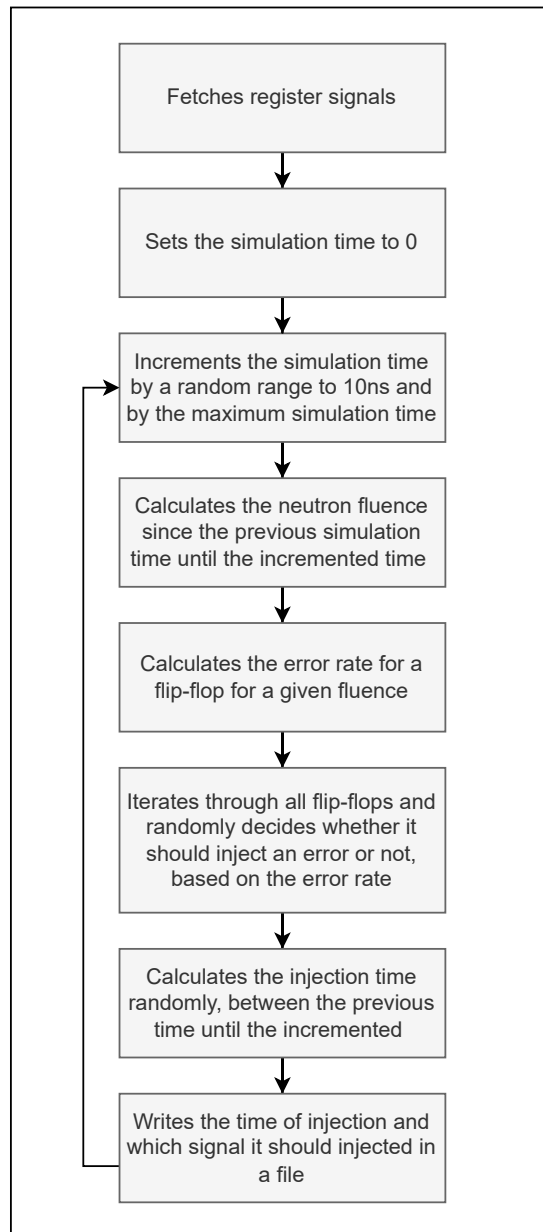 Fetches register signals
Sets the simulation time to 0
Increments the simulation time
by a random range to 10ns and
by the maximum simulation time
Calculates the neutron fluence
since the previous simulation
time until the incremented time
Calculates the error rate for a
flip-flop for a given fluence
Iterates through all flip-flops and
randomly decides whether it
should inject an error or not,
based on the error rate
Calculates the injection time
randomly, between the previous
time until the incremented
Writes the time of injection and
which signal it should injected in
a file